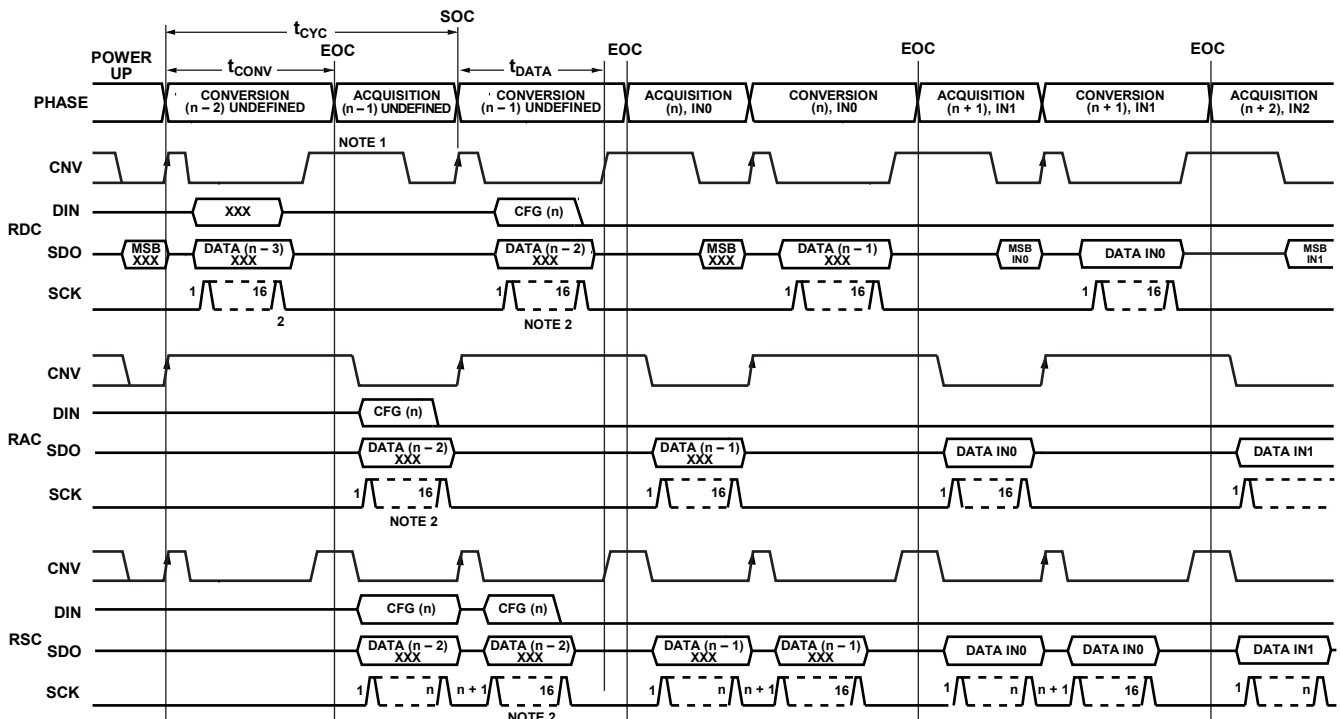 SOC
tCYC
EOC EOC EOC EOC
POWER UP
tCONV tDATA
PHASE
CONVERSION (n – 2) UNDEFINED
ACQUISITION (n – 1) UNDEFINED
CONVERSION (n – 1) UNDEFINED
ACQUISITION (n), IN0
CONVERSION (n), IN0
ACQUISITION (n + 1), IN1
CONVERSION (n + 1), IN1
ACQUISITION (n + 2), IN2
NOTE 1
CNV
RDC
DIN XXX CFG (n)
SDO
MSB XXX
DATA (n – 3) XXX
DATA (n – 2) XXX
MSB XXX
DATA (n – 1) XXX
MSB IN0
DATA IN0
MSB IN1
SCK 1 16 1 16 1 16 1 16
2
NOTE 2
CNV
RAC
DIN CFG (n)
SDO
DATA (n – 2) XXX
DATA (n – 1) XXX
DATA IN0
DATA IN1
SCK 1 16 1 16 1 16 1
NOTE 2
CNV
RSC
DIN CFG (n) CFG (n)
SDO
DATA (n – 2) XXX
DATA (n – 2) XXX
DATA (n – 1) XXX
DATA (n – 1) XXX
DATA IN0
DATA IN0
DATA IN1
SCK 1 n n + 1 16 1 n n + 1 16 1 n n + 1 16 1 n
NOTE 2